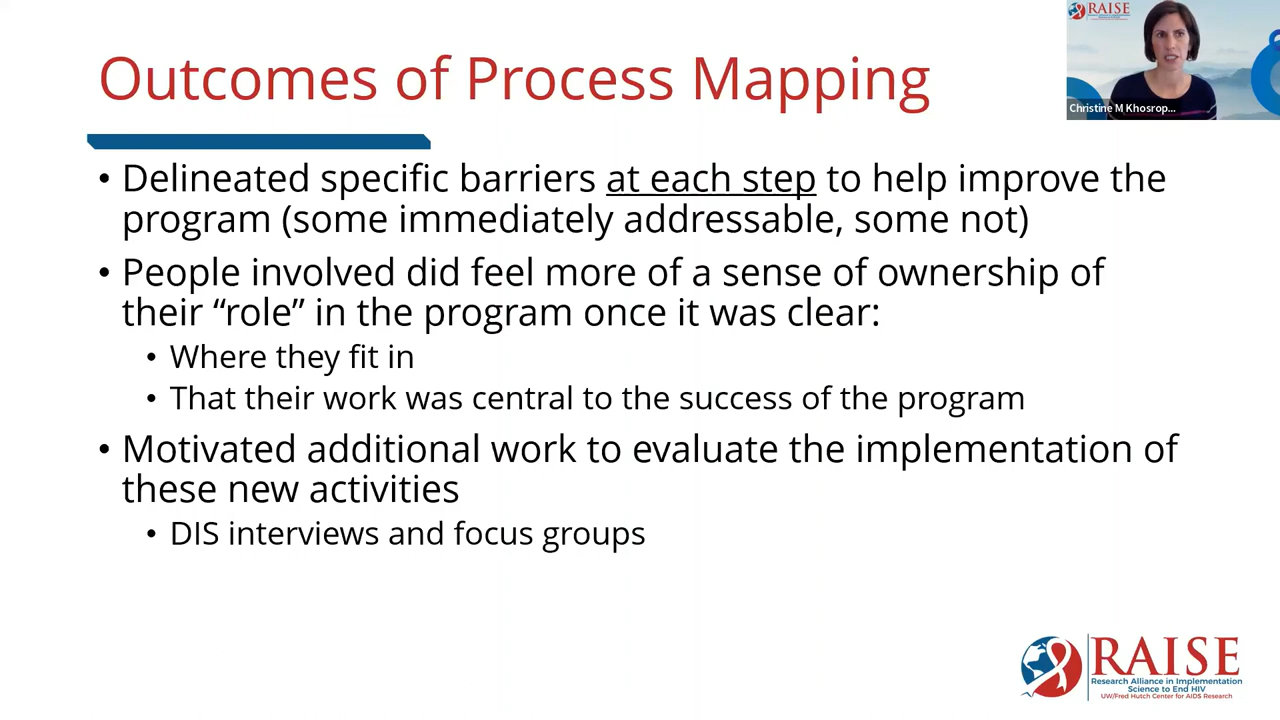 Outcomes of Process Mapping
RAISE
Christine M Khosrop...
• Delineated specific barriers at each step to help improve the
program (some immediately addressable, some not)
• People involved did feel more of a sense of ownership of
their “role” in the program once it was clear:
• Where they fit in
• That their work was central to the success of the program
• Motivated additional work to evaluate the implementation of
these new activities
• DIS interviews and focus groups
RAISE
Research Alliance in Implementation
Science to End HIV
UW/Fred Hutch Center for AIDS Research